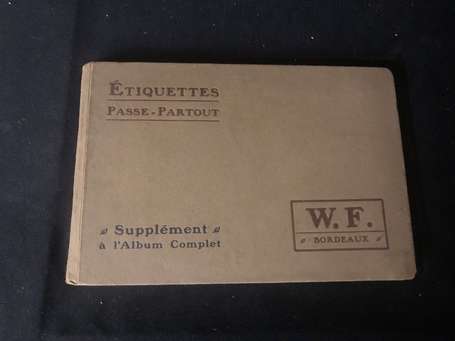 ÉTIQUETTES
PASSE-PARTOUT
Supplément
à l'Album Complet
W. F.
BORDEAUX